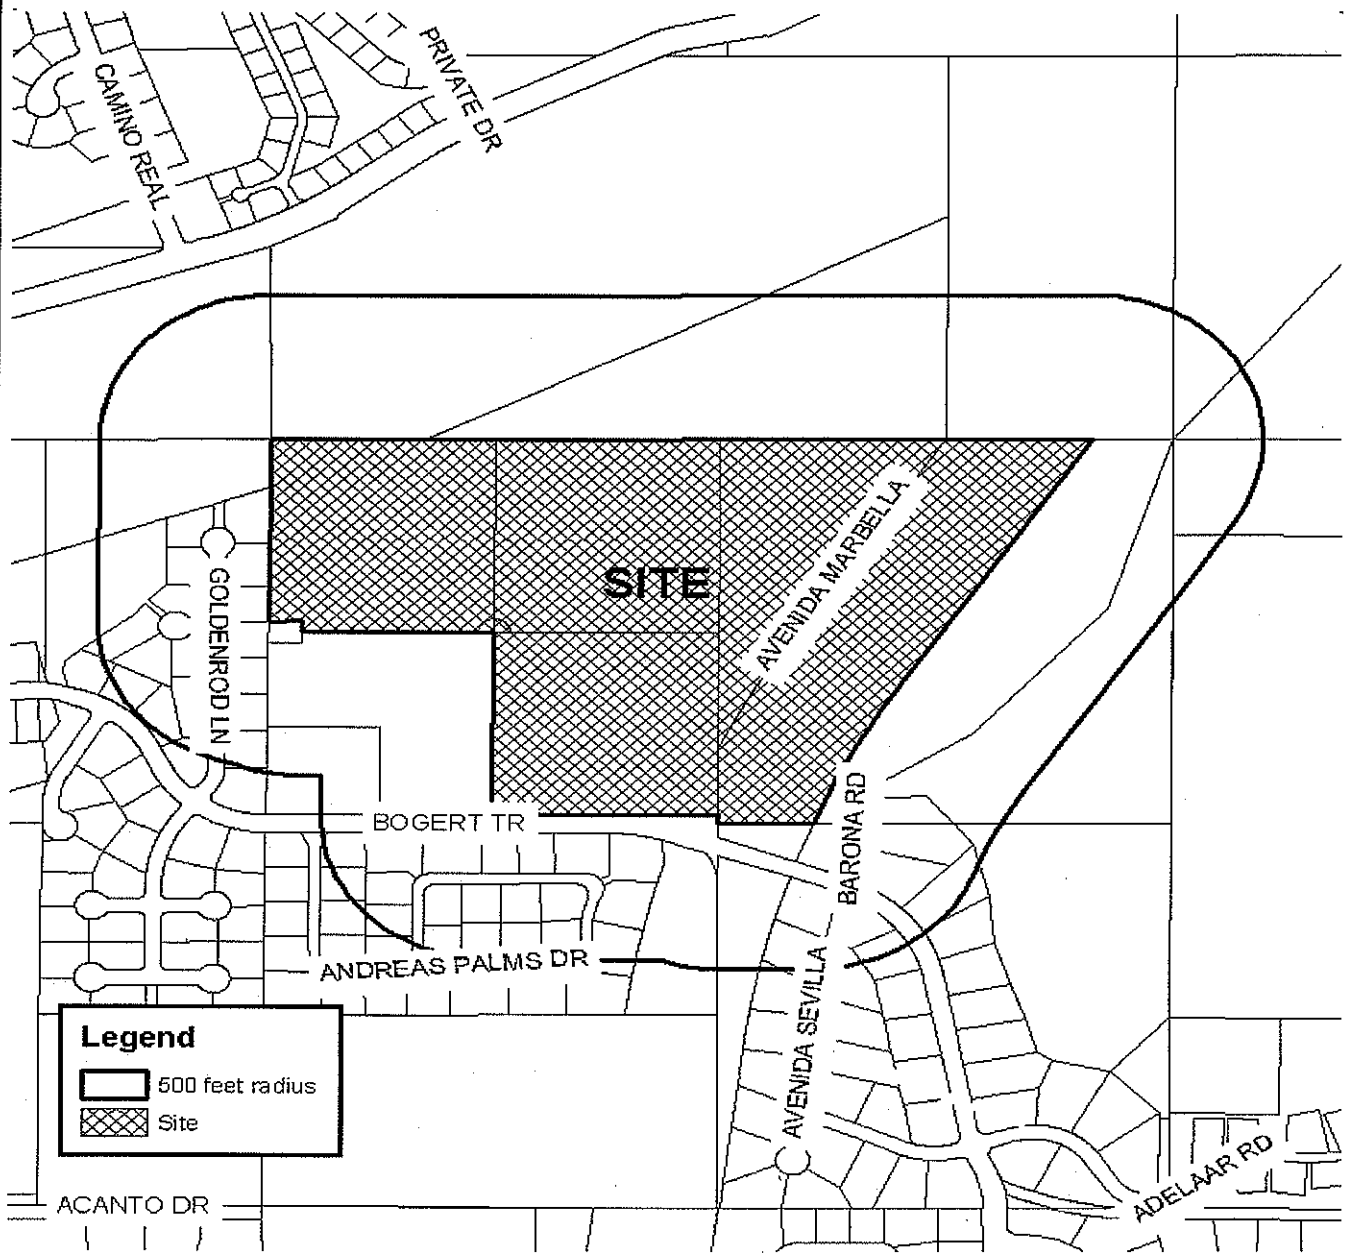 PRIVATE DR
CAMINO REAL
GOLDENROD LN
SITE
AVENIDA MARBELLA
BOGERT TR
BARONA RD
ANDREAS PALMS DR
AVENIDA SEVILLA
Legend
500 feet radius
Site
ACANTO DR
ADELAAR RD